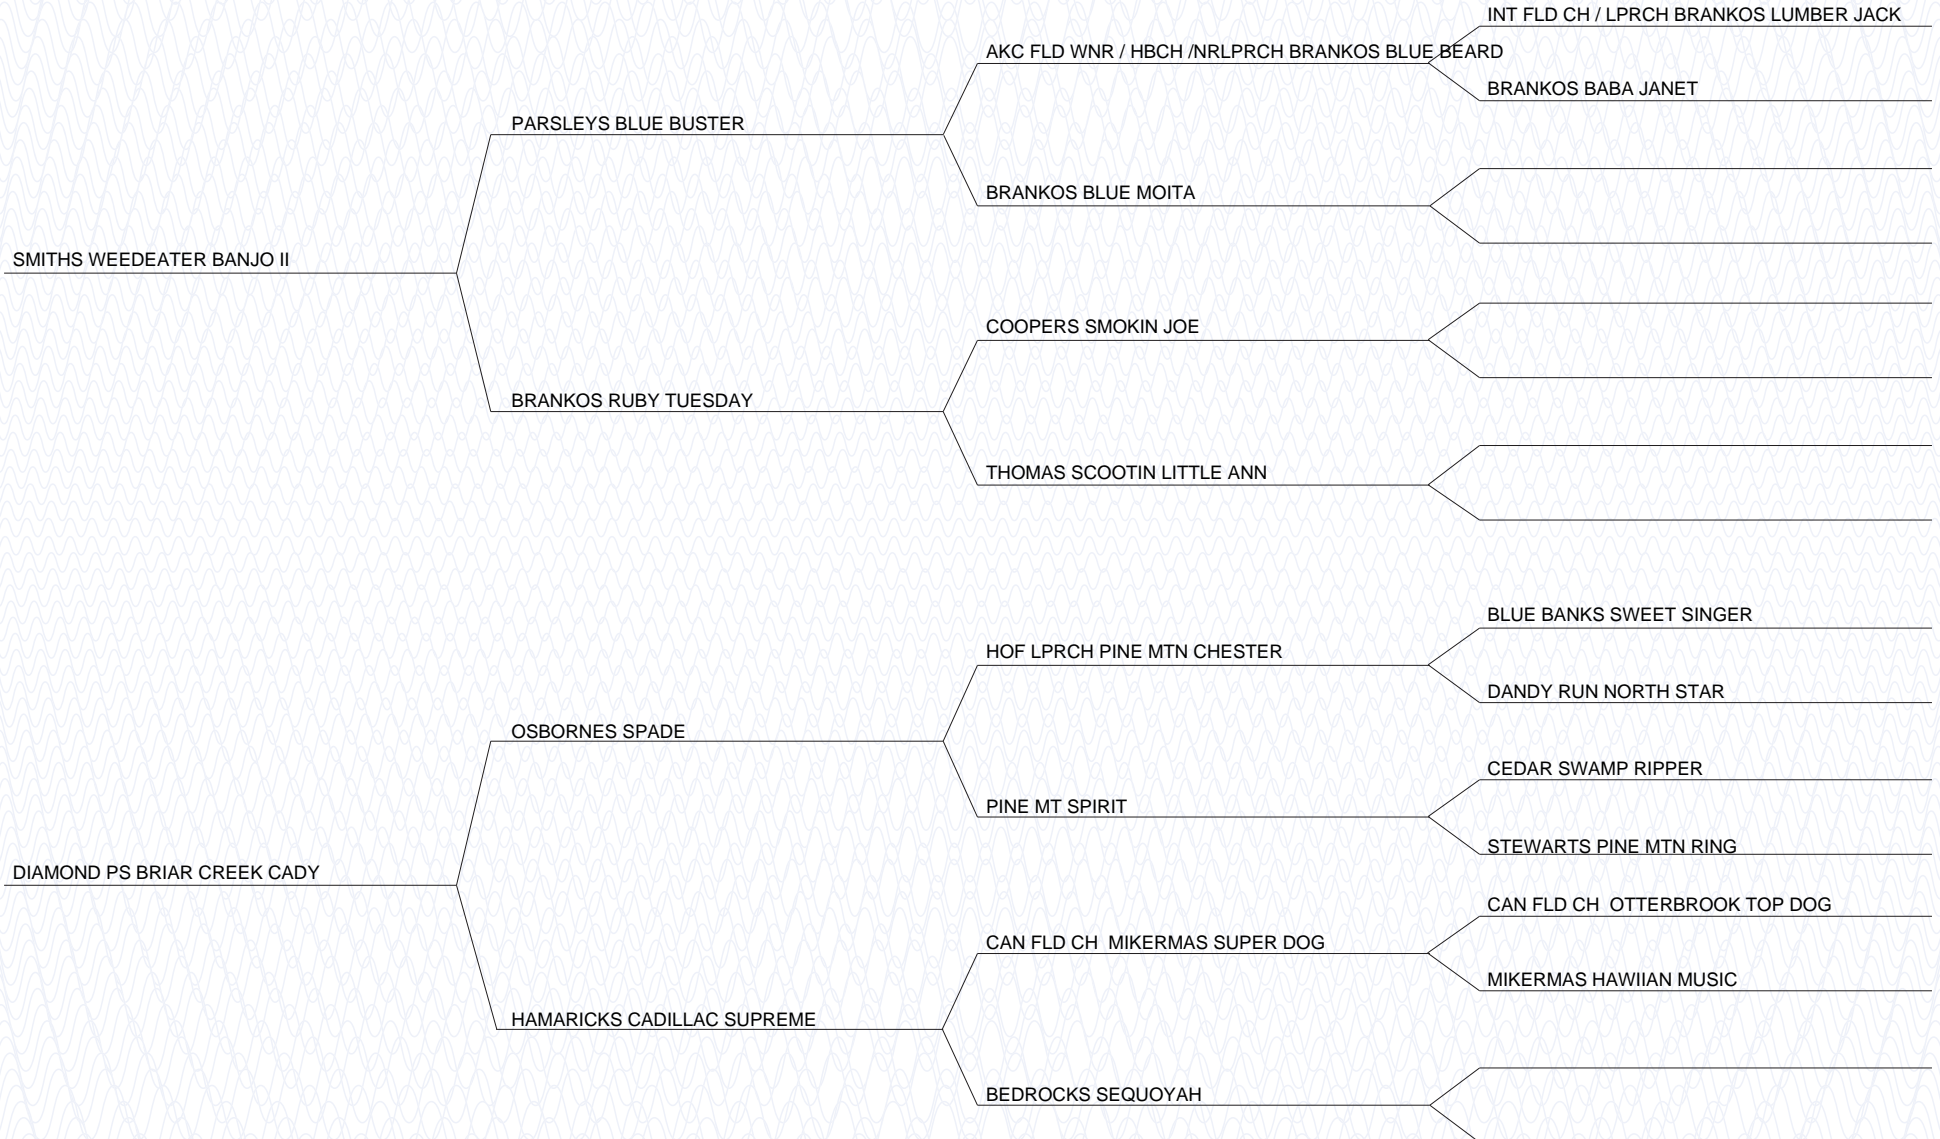 INT FLD CH / LPRCH BRANKOS LUMBER JACK
AKC FLD WNR / HBCH /NRLPRCH BRANKOS BLUE BEARD
BRANKOS BABA JANET
PARSLEYS BLUE BUSTER
BRANKOS BLUE MOITA
SMITHS WEEDEATER BANJO II
COOPERS SMOKIN JOE
BRANKOS RUBY TUESDAY
THOMAS SCOOTIN LITTLE ANN
BLUE BANKS SWEET SINGER
HOF LPRCH PINE MTN CHESTER
DANDY RUN NORTH STAR
OSBORNES SPADE
CEDAR SWAMP RIPPER
PINE MT SPIRIT
STEWARTS PINE MTN RING
DIAMOND PS BRIAR CREEK CADY
CAN FLD CH  OTTERBROOK TOP DOG
CAN FLD CH  MIKERMAS SUPER DOG
MIKERMAS HAWIIAN MUSIC
HAMARICKS CADILLAC SUPREME
BEDROCKS SEQUOYAH